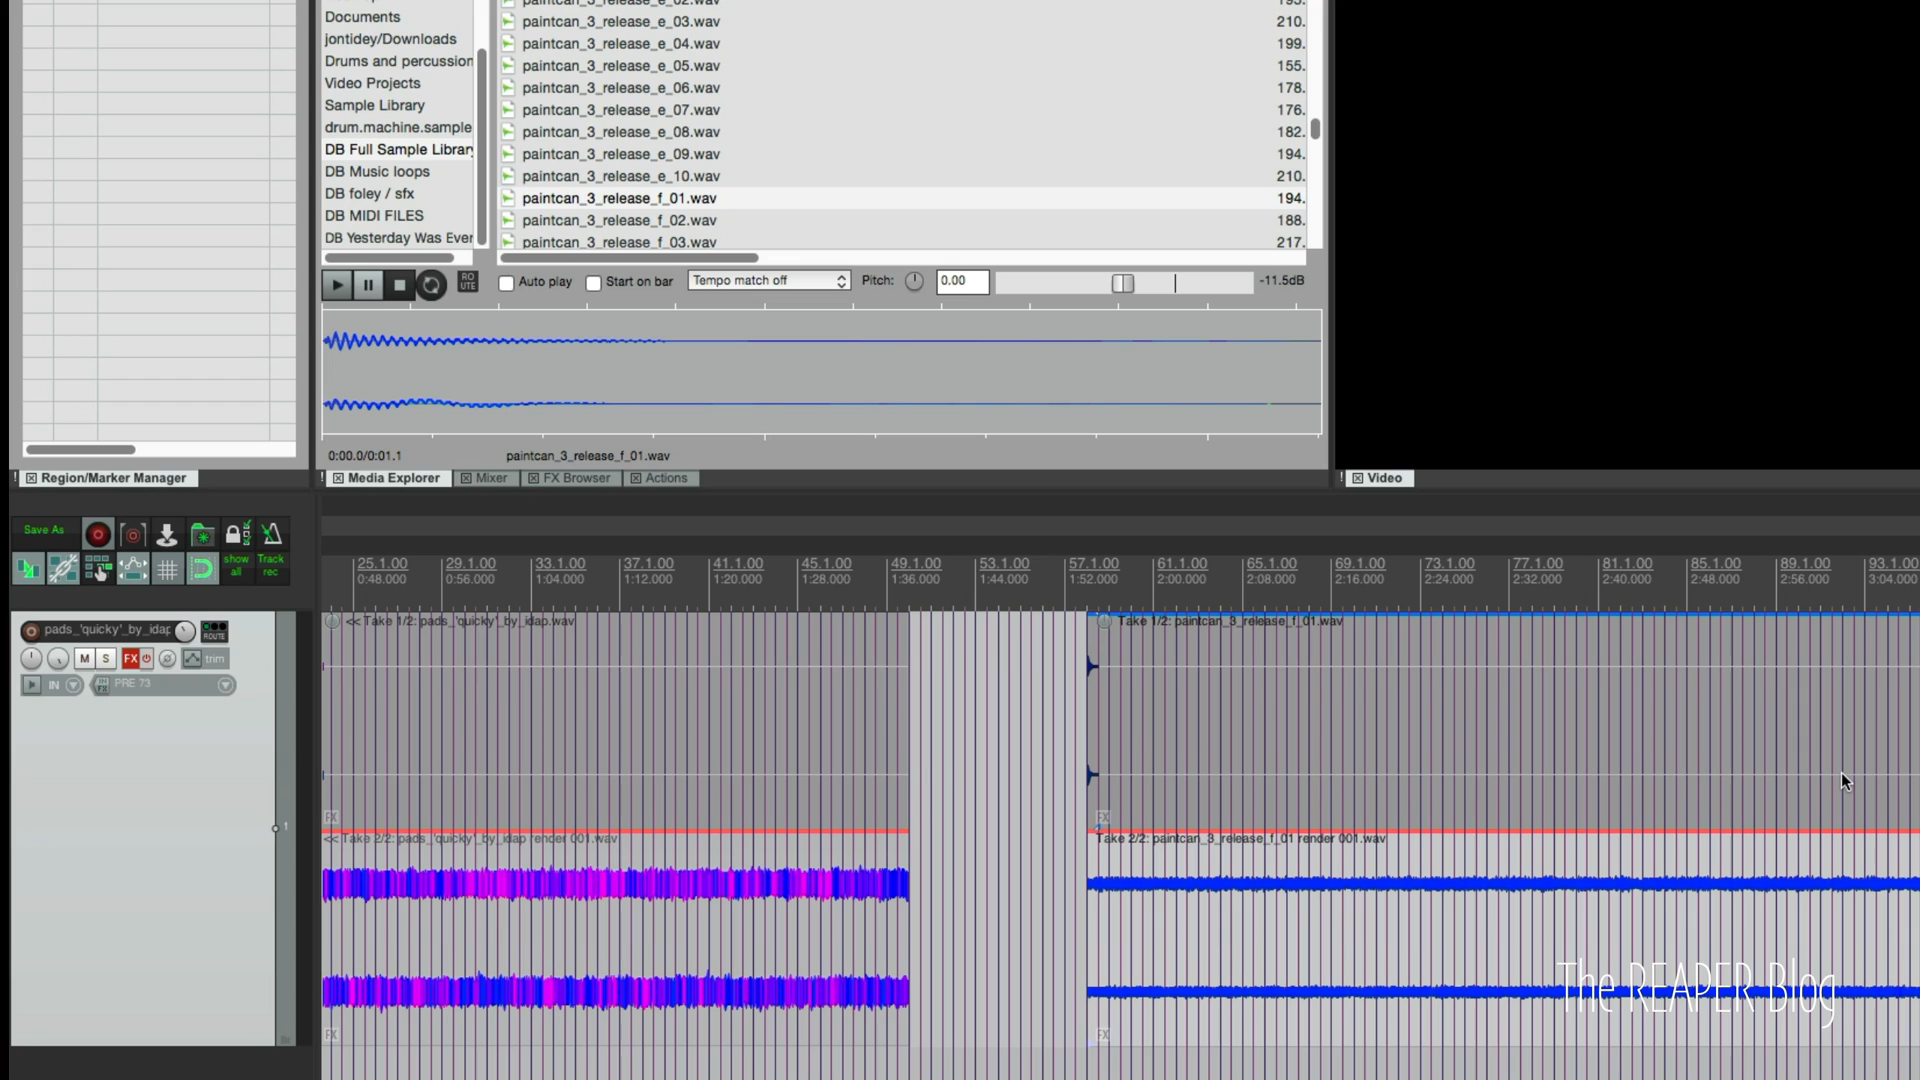 Documents
jontidey/Downloads
Drums and percussion
Video Projects
Sample Library
drum.machine.sample
DB Full Sample Library
DB Music loops
DB foley / sfx
DB MIDI FILES
DB Yesterday Was Ever
paintcan_3_release_e_03.wav 210.
paintcan_3_release_e_04.wav 199.
paintcan_3_release_e_05.wav 155.
paintcan_3_release_e_06.wav 178.
paintcan_3_release_e_07.wav 176.
paintcan_3_release_e_08.wav 182.
paintcan_3_release_e_09.wav 194.
paintcan_3_release_e_10.wav 210.
paintcan_3_release_f_01.wav 194.
paintcan_3_release_f_02.wav 188.
paintcan_3_release_f_03.wav 217.
RO
UTE
Auto play Start on bar Tempo match off Pitch: 0.00 -11.5dB
0:00.0/0:01.1 paintcan_3_release_f_01.wav
! Region/Marker Manager ! Media Explorer Mixer FX Browser Actions ! Video
Save As
show
all
Track
rec
25.1.00 29.1.00 33.1.00 37.1.00 41.1.00 45.1.00 49.1.00 53.1.00 57.1.00 61.1.00 65.1.00 69.1.00 73.1.00 77.1.00 81.1.00 85.1.00 89.1.00 93.1.00
0:48.000 0:56.000 1:04.000 1:12.000 1:20.000 1:28.000 1:36.000 1:44.000 1:52.000 2:00.000 2:08.000 2:16.000 2:24.000 2:32.000 2:40.000 2:48.000 2:56.000 3:04.000
pads_'quicky'_by_idap ROUTE
M S FX trim
IN IN FX PRE 73
1
<< Take 1/2: pads_'quicky'_by_idap.wav
Take 1/2: paintcan_3_release_f_01.wav
FX FX
<< Take 2/2: pads_'quicky'_by_idap render 001.wav
Take 2/2: paintcan_3_release_f_01 render 001.wav
FX FX
The REAPER Blog